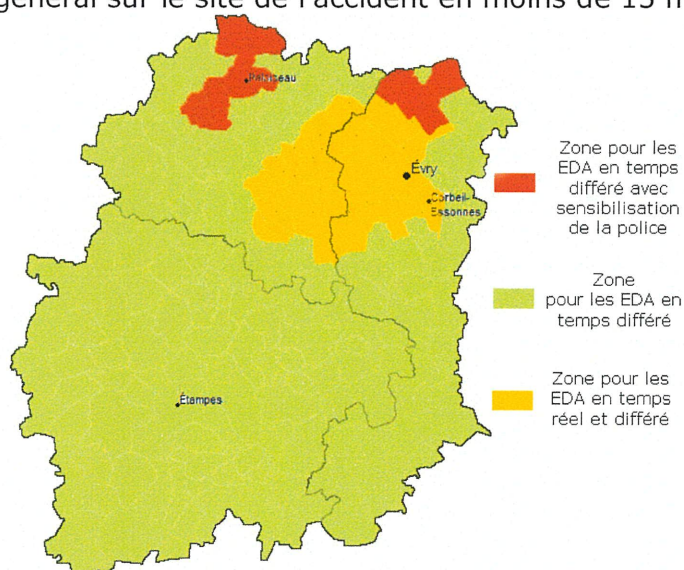 général sur le site de l'accident en moins de 15
Palaiseau
Évry
Corbeil-
Essonnes
Étampes
Zone pour les
EDA en temps
différé avec
sensibilisation
de la police
Zone
pour les EDA en
temps différé
Zone pour les
EDA en temps
réel et différé